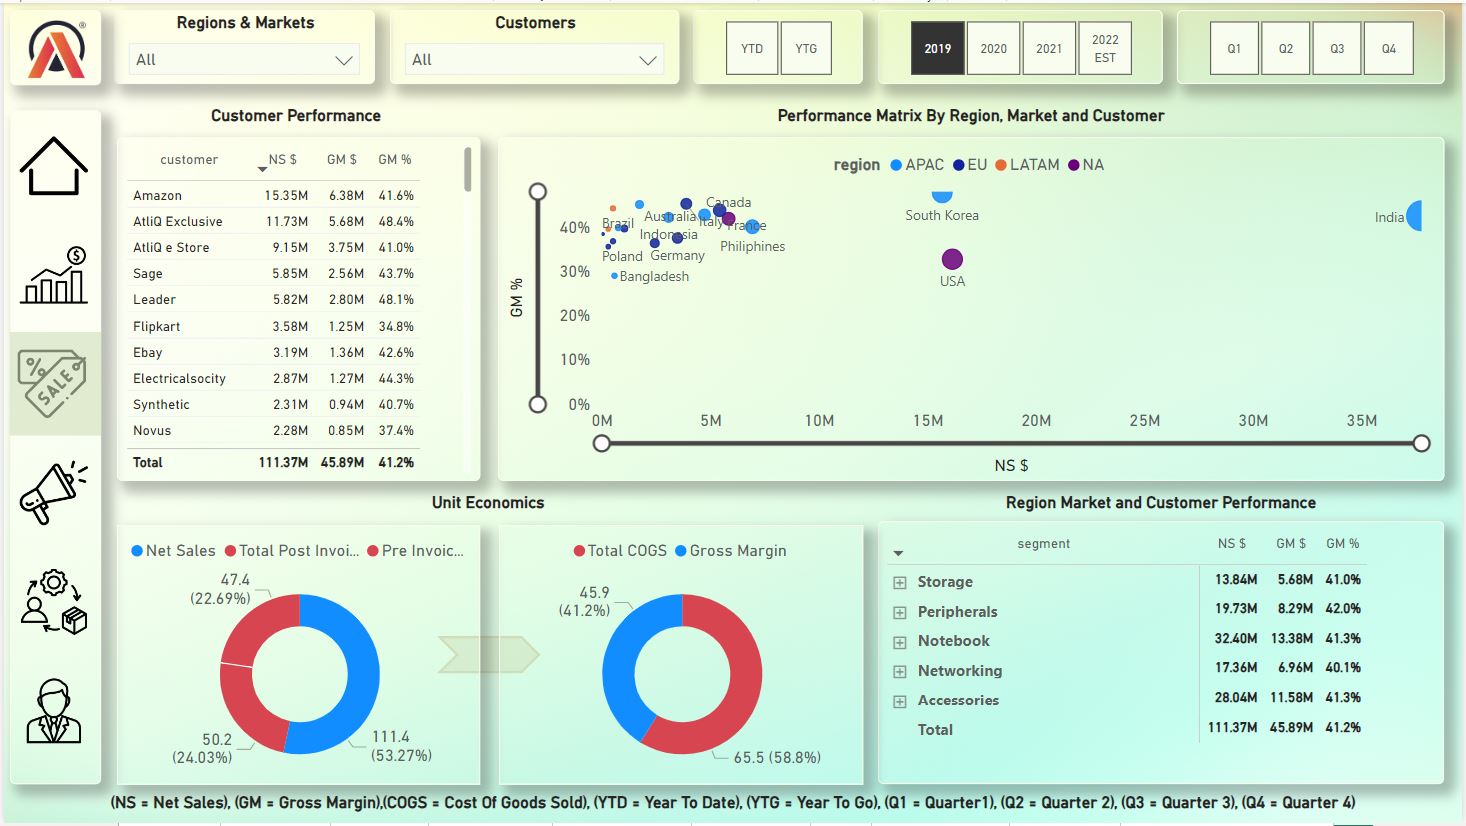 Regions & Markets
All
Customers
All
YTD
YTG
2019
2020
2021
2022
EST
Q1
Q2
Q3
Q4
®
Customer Performance
customer NS $ GM $ GM %
Amazon 15.35M 6.38M 41.6%
AtliQ Exclusive 11.73M 5.68M 48.4%
AtliQ e Store 9.15M 3.75M 41.0%
Sage 5.85M 2.56M 43.7%
Leader 5.82M 2.80M 48.1%
Flipkart 3.58M 1.25M 34.8%
Ebay 3.19M 1.36M 42.6%
Electricalsocity 2.87M 1.27M 44.3%
Synthetic 2.31M 0.94M 40.7%
Novus 2.28M 0.85M 37.4%
Total 111.37M 45.89M 41.2%
$
%
SALE
Performance Matrix By Region, Market and Customer
region APAC EU LATAM NA
GM %
40%
30%
20%
10%
0%
Canada
Brazil
Australia
Italy
France
Indonesia
Philiphines
Poland
Germany
Bangladesh
South Korea
USA
India
0M 5M 10M 15M 20M 25M 30M 35M
NS $
Unit Economics
Net Sales Total Post Invoi... Pre Invoic...
47.4
(22.69%)
50.2
(24.03%)
111.4
(53.27%)
Total COGS Gross Margin
45.9
(41.2%)
65.5 (58.8%)
Region Market and Customer Performance
segment NS $ GM $ GM %
Storage 13.84M 5.68M 41.0%
Peripherals 19.73M 8.29M 42.0%
Notebook 32.40M 13.38M 41.3%
Networking 17.36M 6.96M 40.1%
Accessories 28.04M 11.58M 41.3%
Total 111.37M 45.89M 41.2%
(NS = Net Sales), (GM = Gross Margin),(COGS = Cost Of Goods Sold), (YTD = Year To Date), (YTG = Year To Go), (Q1 = Quarter1), (Q2 = Quarter 2), (Q3 = Quarter 3), (Q4 = Quarter 4)